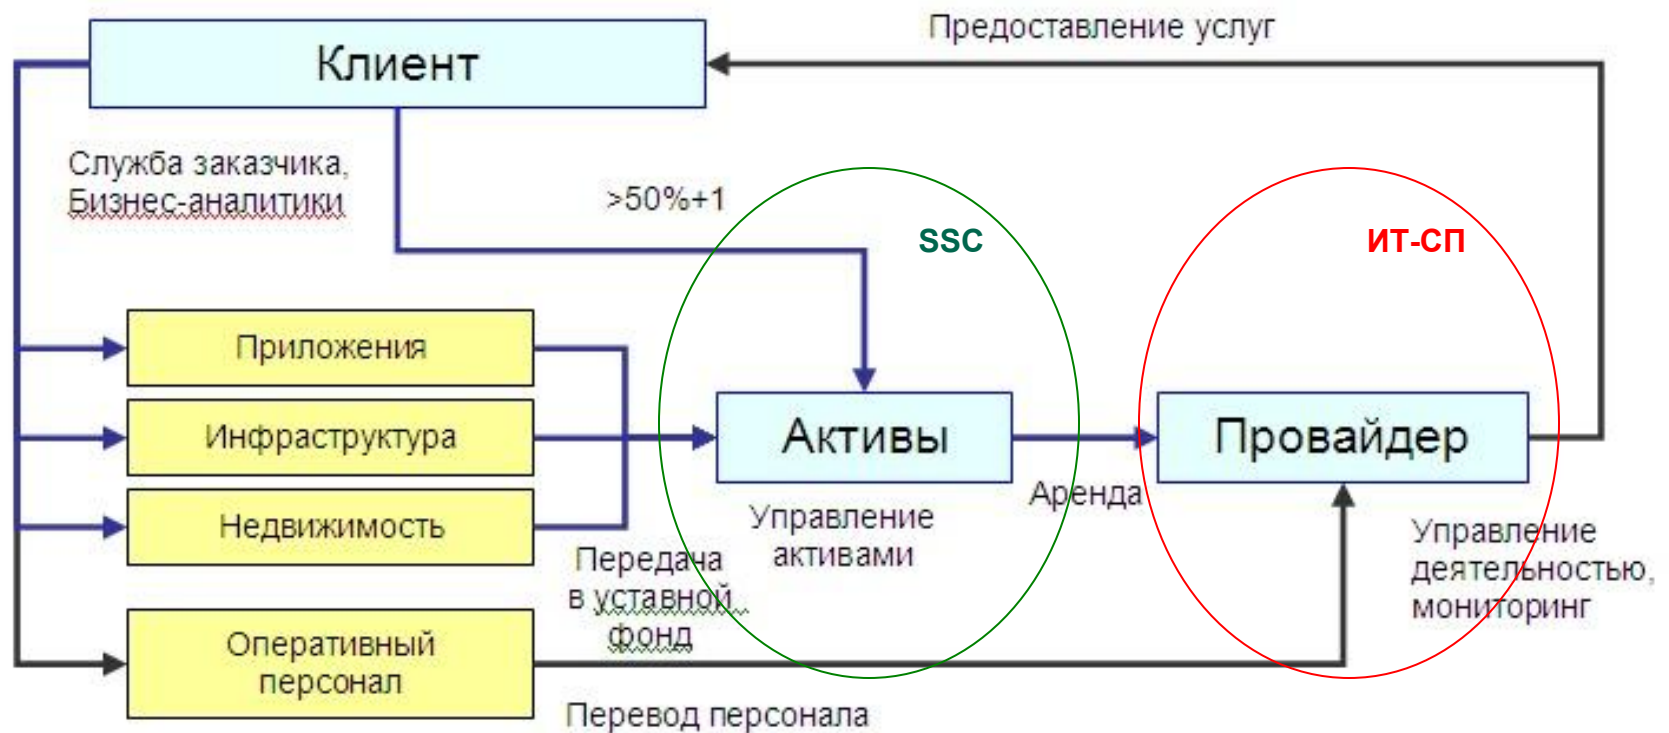 Предоставление услуг
Клиент
Служба заказчика,
Бизнес-аналитики
>50%+1
SSC
ИТ-СП
Приложения
Инфраструктура
Недвижимость
Активы
Провайдер
Аренда
Управление
активами
Передача
в уставной
фонд
Управление
деятельностью,
мониторинг
Оперативный
персонал
Перевод персонала